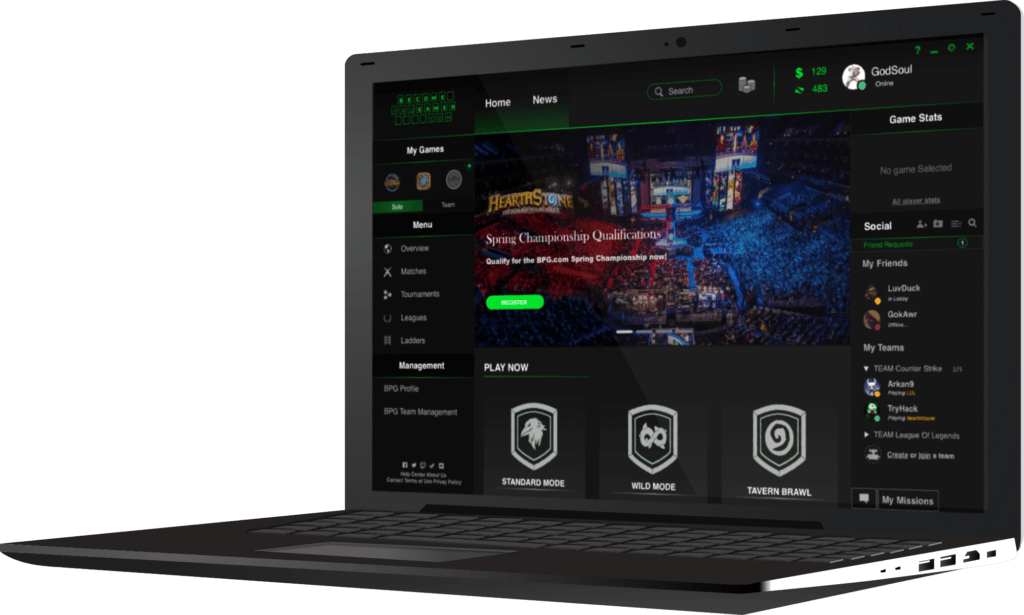 BECOME
PRO
GAMER
Home
News
Search
$ 129
483
GodSoul
Online
?
My Games
Solo
Team
Menu
Overview
Matches
Tournaments
Leagues
Ladders
Management
BPG Profile
BPG Team Management
Help Center About Us
Contact Terms of Use Privay Policy
HEARTHSTONE
Spring Championship Qualifications
Qualify for the BPG.com Spring Championship now!
REGISTER
PLAY NOW
STANDARD MODE
WILD MODE
TAVERN BRAWL
Game Stats
No game Selected
All player stats
Social
Friend Requests
1
My Friends
LuvDuck
in Lobby
GokAwr
Offline...
My Teams
TEAM Counter Strike 2/5
Arkan9
Playing LOL
TryHack
Playing Hearthstone
TEAM League Of Legends
Create or join a team
My Missions